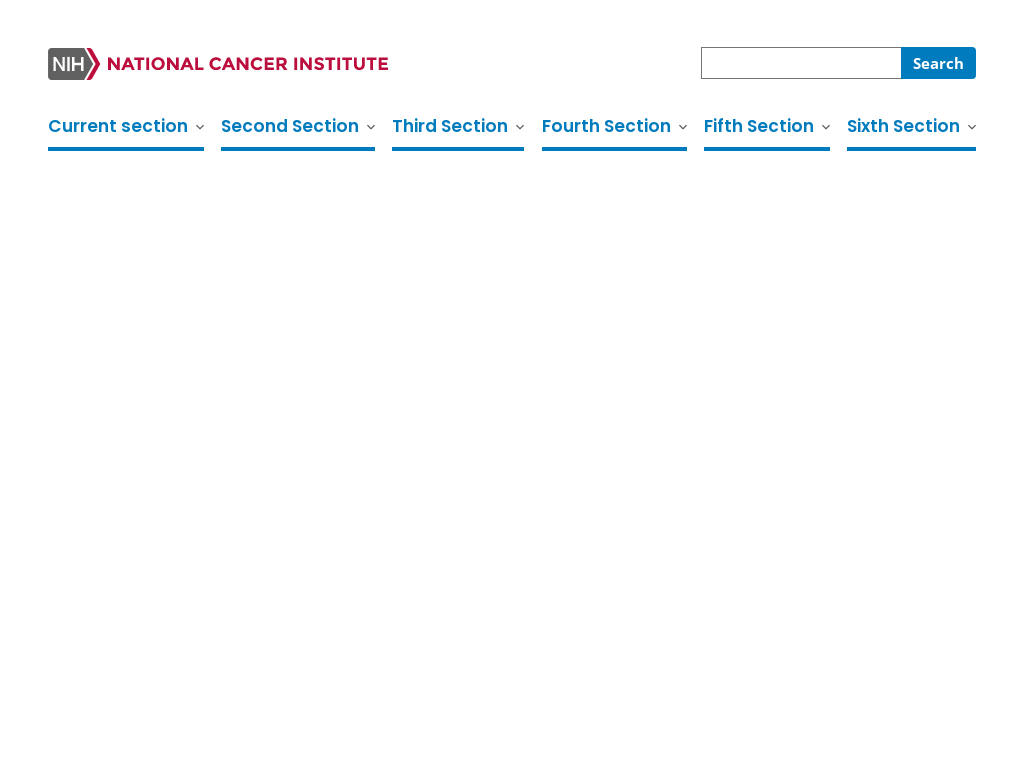 NIH NATIONAL CANCER INSTITUTE
Search
Current section Second Section Third Section Fourth Section Fifth Section Sixth Section